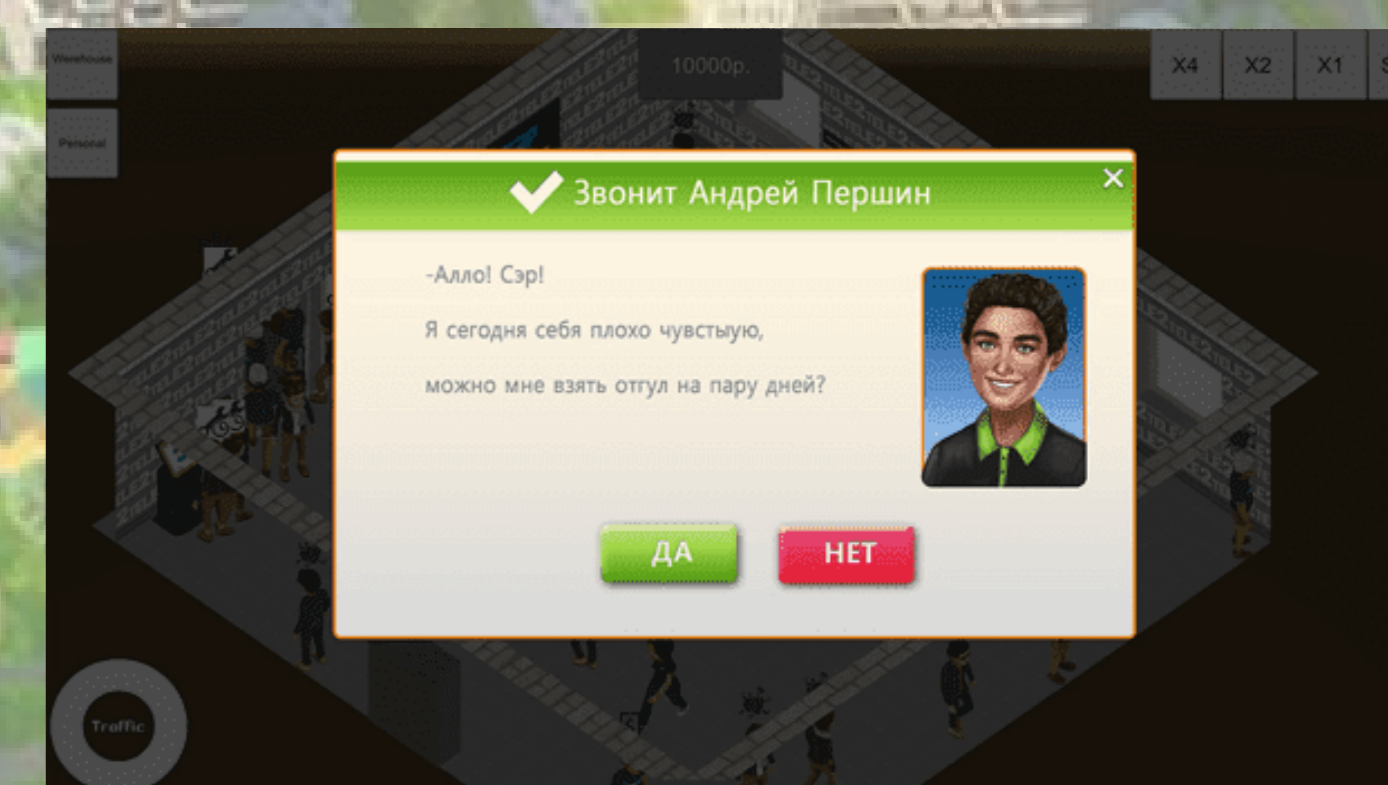 Warehouse
10000р.
X4
X2
X1
Personal
Звонит Андрей Першин
-Алло! Сэр!
Я сегодня себя плохо чувстыую,
можно мне взять отгул на пару дней?
ДА
НЕТ
Traffic
TELE2